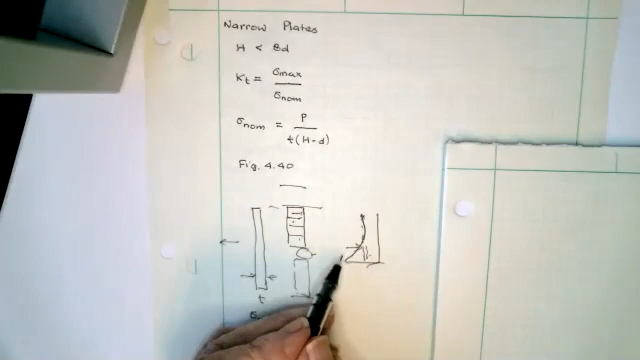 Narrow Plates
H < 8d
Kt = σmax / σnom
σnom = P / t(H-d)
Fig. 4.40
t